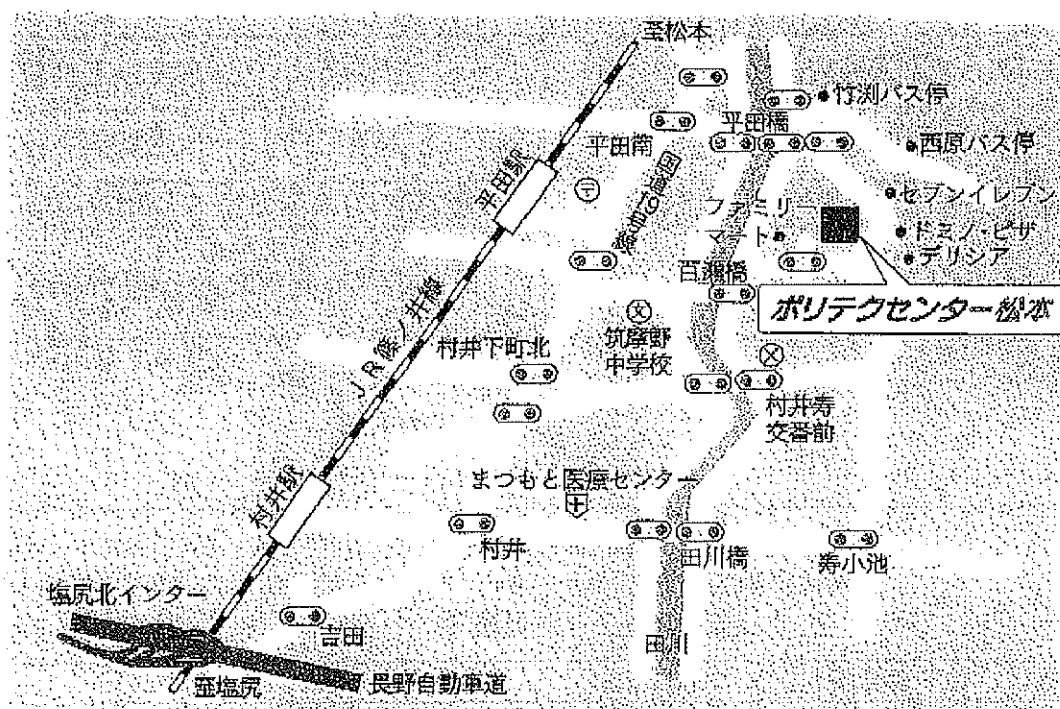 至松本
竹渕バス停
平田橋
平田南
西原バス停
平田駅
国道19号線
セブンイレブン
ファミリー
マート
ドミノ・ピザ
デリシア
百瀬橋
ポリテクセンター松本
JR篠ノ井線
筑摩野
中学校
村井下町北
村井寿
交番前
まつもと医療センター
村井駅
村井
田川橋
寿小池
塩尻北インター
吉田
田川
至塩尻
長野自動車道